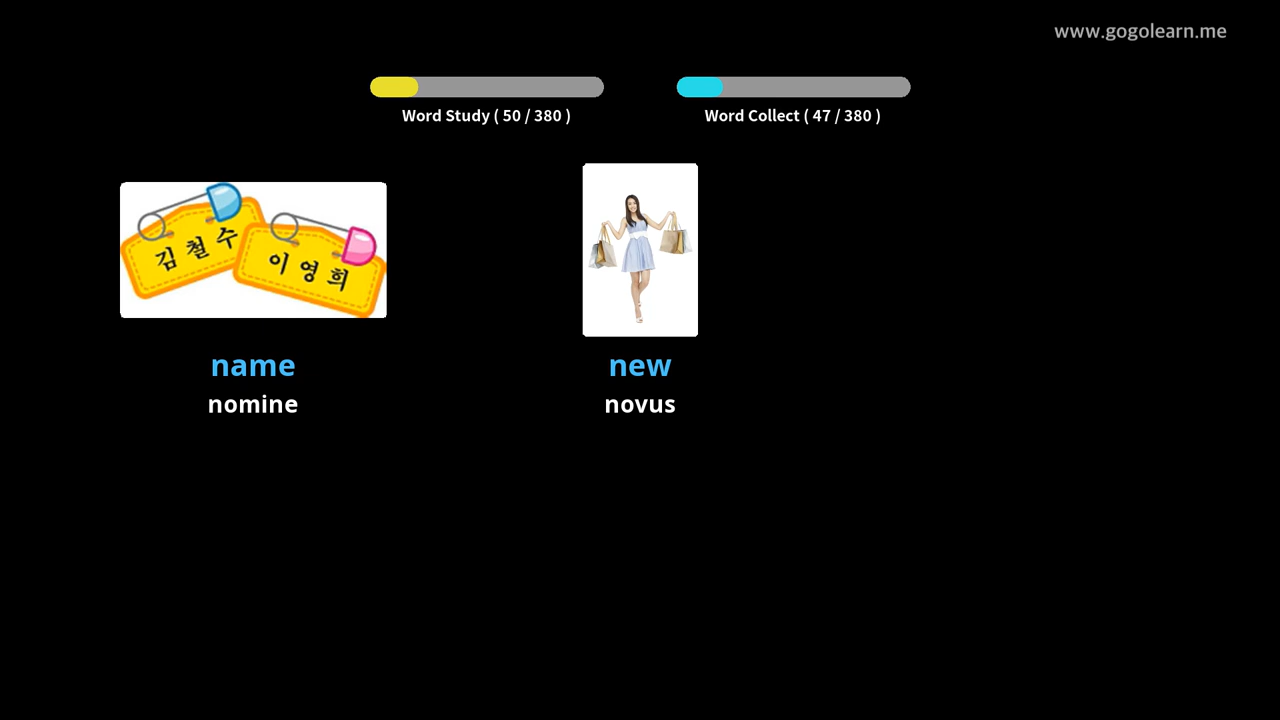 www.gogolearn.me
Word Study ( 50 / 380 )
Word Collect ( 47 / 380 )
김철수
이영희
name
nomine
new
novus